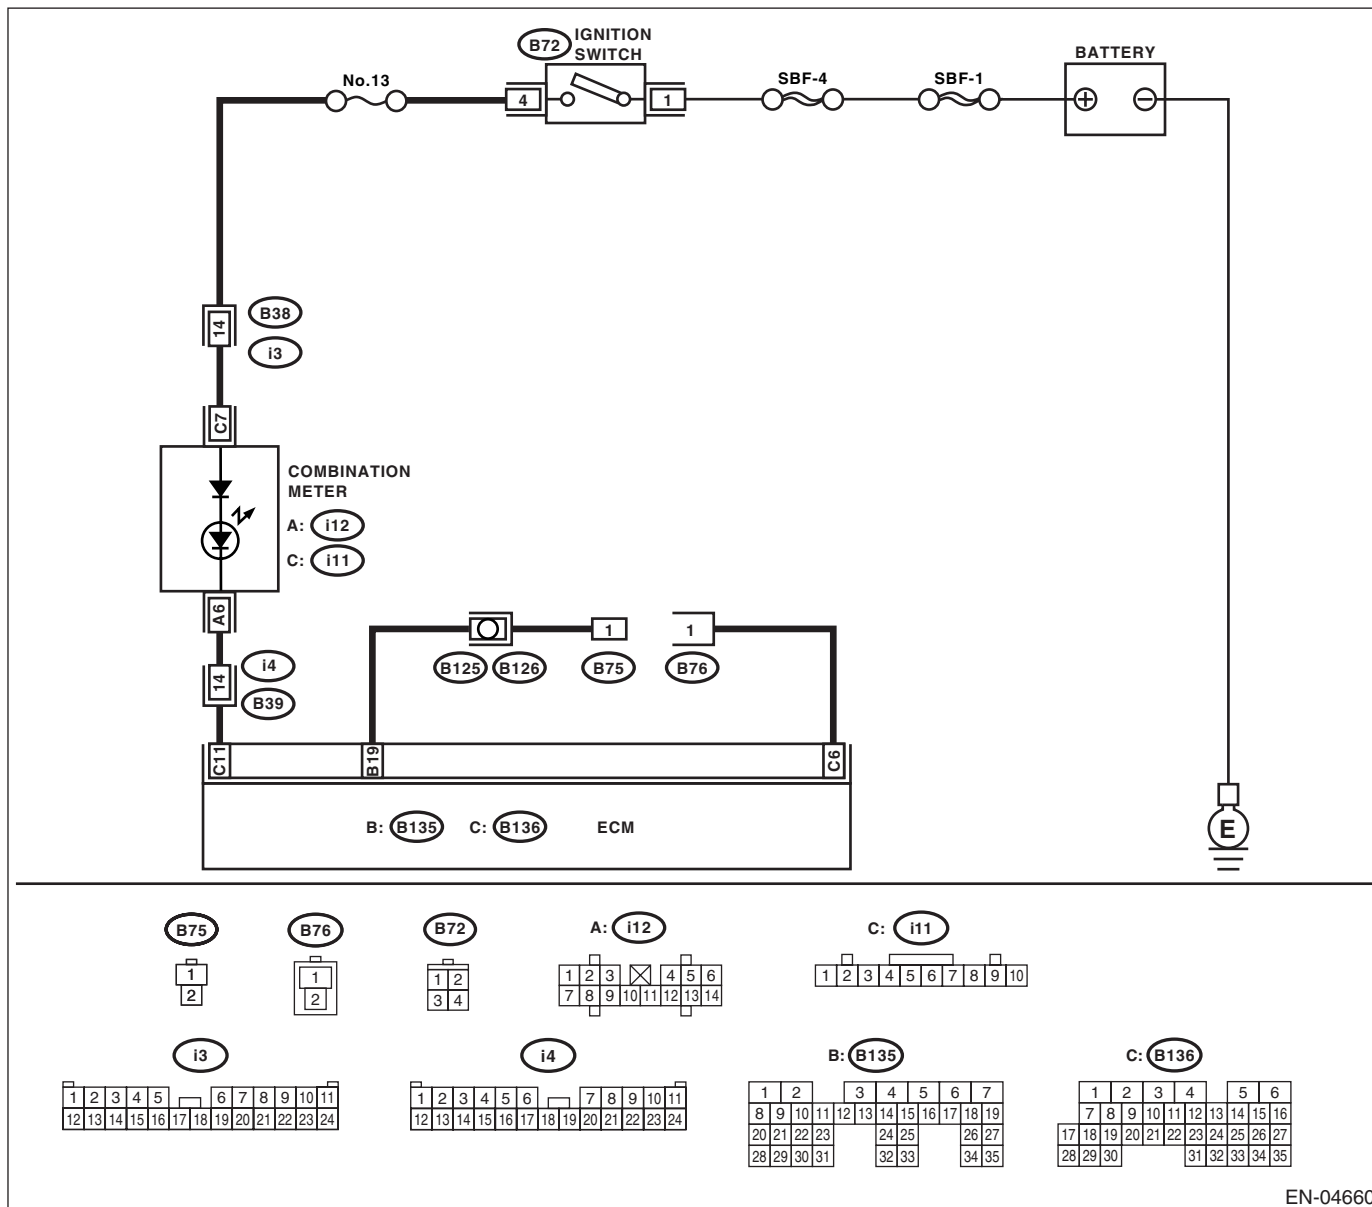 B72 IGNITION
SWITCH
BATTERY
No.13
SBF-4
SBF-1
4
1
14
B38
i3
C7
COMBINATION
METER
A: i12
C: i11
A6
14
i4
B39
1
1
B125 B126 B75 B76
C11
B19
C6
B: B135 C: B136 ECM
E
B75
B76
B72
A: i12
C: i11
1
2
1
2
1 2
3 4
1 2 3 4 5 6
7 8 9 10 11 12 13 14
1 2 3 4 5 6 7 8 9 10
i3
i4
B: B135
C: B136
1 2 3 4 5 6 7 8 9 10 11
12 13 14 15 16 17 18 19 20 21 22 23 24
1 2 3 4 5 6 7 8 9 10 11
12 13 14 15 16 17 18 19 20 21 22 23 24
1 2 3 4 5 6 7
8 9 10 11 12 13 14 15 16 17 18 19
20 21 22 23 24 25 26 27
28 29 30 31 32 33 34 35
1 2 3 4 5 6
7 8 9 10 11 12 13 14 15 16
17 18 19 20 21 22 23 24 25 26 27
28 29 30 31 32 33 34 35
EN-04660